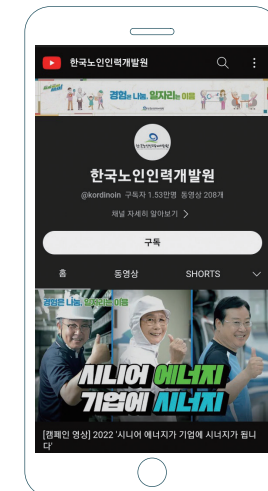 한국노인인력개발원
경험은 나눔, 일자리는 이음
한국노인인력개발원
@kordinoin 구독자 1.53만명 동영상 208개
채널 자세히 알아보기
구독
홈 동영상 SHORTS
경험은 나눔, 일자리는 이음
시니어 에너지
기업에 시너지
[캠페인 영상] 2022 '시니어 에너지가 기업에 시너지가 됩니
다'